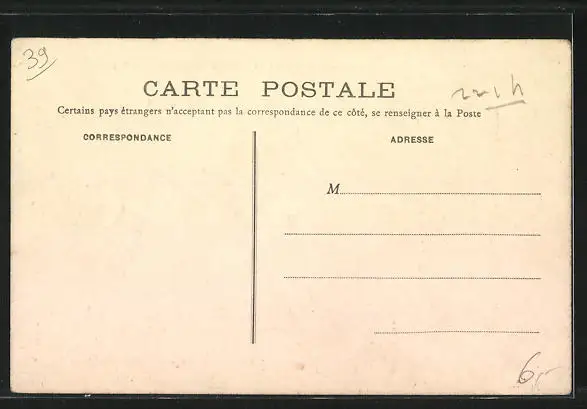 39
CARTE POSTALE
Certains pays étrangers n'acceptant pas la correspondance de ce côté, se renseigner à la Poste
CORRESPONDANCE
ADRESSE
M
6